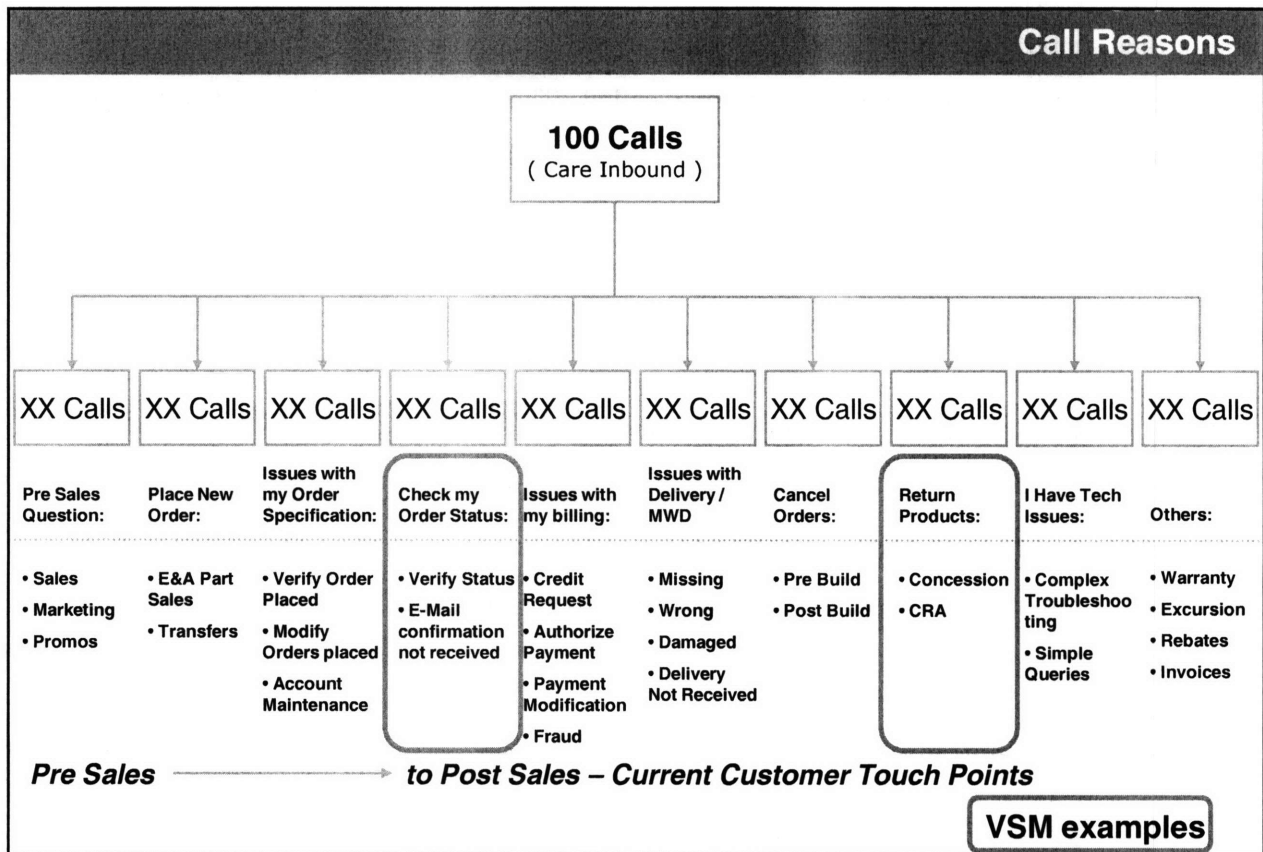 Call Reasons
100 Calls
( Care Inbound )
XX Calls
XX Calls
XX Calls
XX Calls
XX Calls
XX Calls
XX Calls
XX Calls
XX Calls
XX Calls
Pre Sales
Question:
• Sales
• Marketing
• Promos
Place New
Order:
• E&A Part
Sales
• Transfers
Issues with
my Order
Specification:
• Verify Order
Placed
• Modify
Orders placed
• Account
Maintenance
Check my
Order Status:
• Verify Status
• E-Mail
confirmation
not received
Issues with
my billing:
• Credit
Request
• Authorize
Payment
• Payment
Modification
• Fraud
Issues with
Delivery /
MWD
• Missing
• Wrong
• Damaged
• Delivery
Not Received
Cancel
Orders:
• Pre Build
• Post Build
Return
Products:
• Concession
• CRA
I Have Tech
Issues:
• Complex
Troubleshoo
ting
• Simple
Queries
Others:
• Warranty
• Excursion
• Rebates
• Invoices
Pre Sales
to Post Sales – Current Customer Touch Points
VSM examples